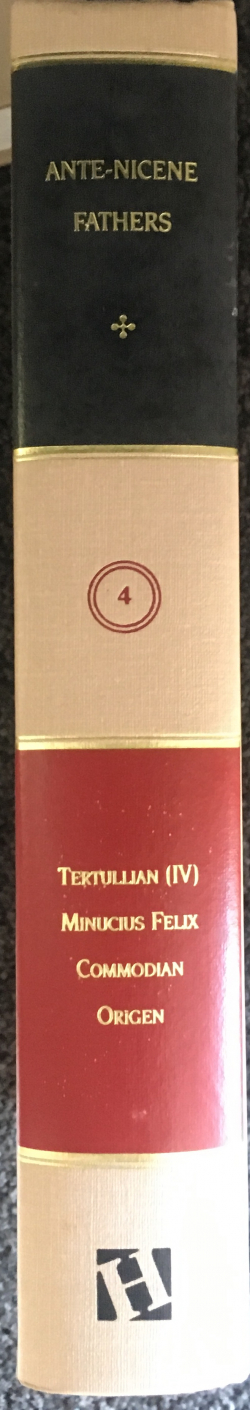 ANTE-NICENE
FATHERS
4
TERTULLIAN (IV)
MINUCIUS FELIX
COMMODIAN
ORIGEN
H